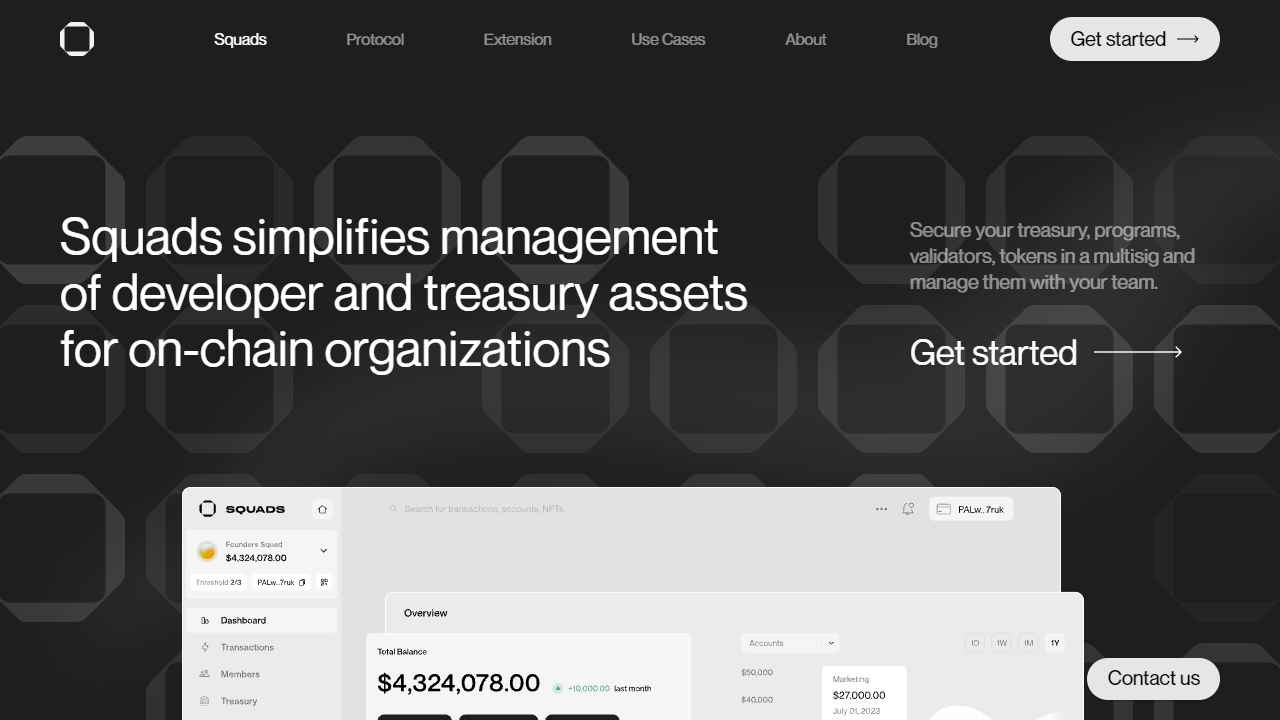 Squads
Protocol
Extension
Use Cases
About
Blog
Get started
Squads simplifies management
of developer and treasury assets
for on-chain organizations
Secure your treasury, programs,
validators, tokens in a multisig and
manage them with your team.
Get started
SQUADS
Search for transactions, accounts, NFTs
PALw..7ruk
Founders Squad
$4,324,078.00
Threshold 2/3
PALw..7ruk
Dashboard
Transactions
Members
Treasury
Overview
Total Balance
$4,324,078.00
+10,000.00 last month
Accounts
1D
1W
1M
1Y
$50,000
$40,000
Marketing
$27,000.00
July 01,2023
Contact us